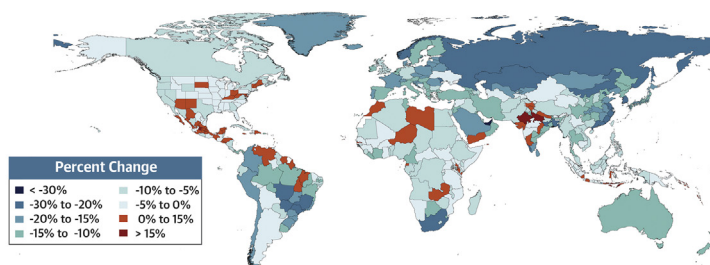 Percent Change
< -30%
-30% to -20%
-20% to -15%
-15% to -10%
-10% to -5%
-5% to 0%
0% to 15%
> 15%